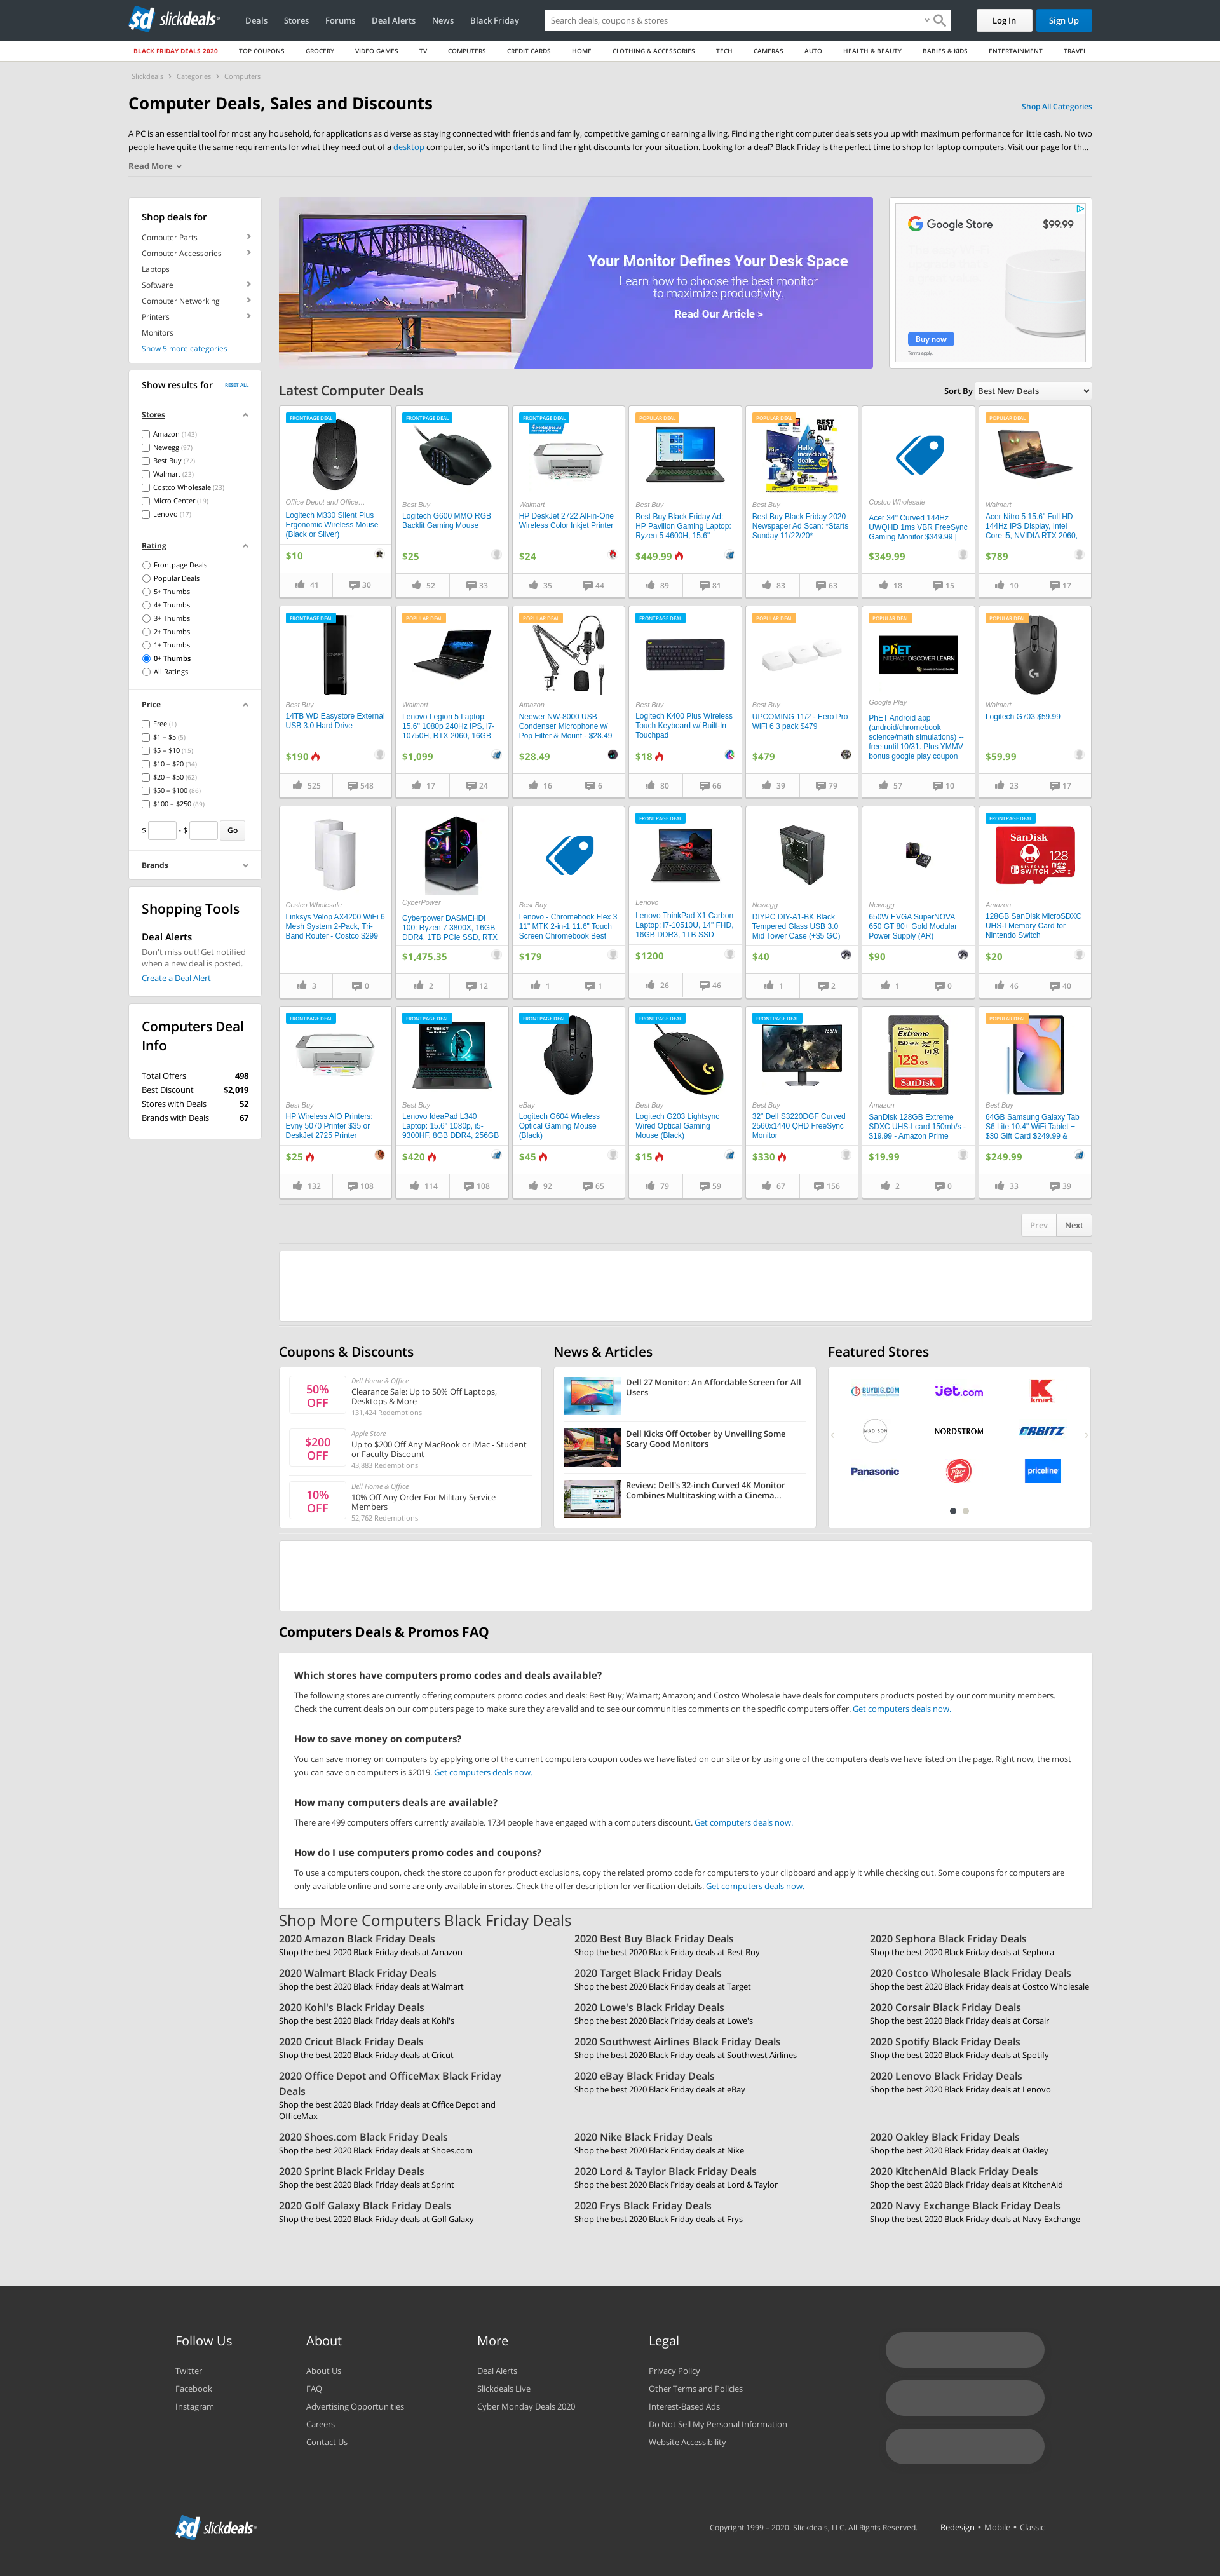 sd slickdeals
Deals
Stores
Forums
Deal Alerts
News
Black Friday
Search deals, coupons & stores
Log In
Sign Up
BLACK FRIDAY DEALS 2020
TOP COUPONS
GROCERY
VIDEO GAMES
TV
COMPUTERS
CREDIT CARDS
HOME
CLOTHING & ACCESSORIES
TECH
CAMERAS
AUTO
HEALTH & BEAUTY
BABIES & KIDS
ENTERTAINMENT
TRAVEL
Slickdeals > Categories > Computers
Computer Deals, Sales and Discounts
Shop All Categories
A PC is an essential tool for most any household, for applications as diverse as staying connected with friends and family, competitive gaming or earning a living. Finding the right computer deals sets you up with maximum performance for little cash. No two
people have quite the same requirements for what they need out of a desktop computer, so it's important to find the right discounts for your situation. Looking for a deal? Black Friday is the perfect time to shop for laptop computers. Visit our page for th...
Read More
Shop deals for
Computer Parts
Computer Accessories
Laptops
Software
Computer Networking
Printers
Monitors
Show 5 more categories
Show results for
RESET ALL
Stores
Amazon (143)
Newegg (97)
Best Buy (72)
Walmart (23)
Costco Wholesale (23)
Micro Center (19)
Lenovo (17)
Rating
Frontpage Deals
Popular Deals
5+ Thumbs
4+ Thumbs
3+ Thumbs
2+ Thumbs
1+ Thumbs
0+ Thumbs
All Ratings
Price
Free (1)
$1 – $5 (5)
$5 – $10 (15)
$10 – $20 (34)
$20 – $50 (62)
$50 – $100 (86)
$100 – $250 (89)
$ - $ Go
Brands
Shopping Tools
Deal Alerts
Don't miss out! Get notified
when a new deal is posted.
Create a Deal Alert
Computers Deal
Info
Total Offers 498
Best Discount $2,019
Stores with Deals 52
Brands with Deals 67
Your Monitor Defines Your Desk Space
Learn how to choose the best monitor
to maximize productivity.
Read Our Article >
Google Store
$99.99
Buy now
Terms apply.
Latest Computer Deals
Sort By Best New Deals
FRONTPAGE DEAL
Office Depot and Office...
Logitech M330 Silent Plus
Ergonomic Wireless Mouse
(Black or Silver)
$10
41 30
FRONTPAGE DEAL
Best Buy
Logitech G600 MMO RGB
Backlit Gaming Mouse
$25
52 33
FRONTPAGE DEAL
Walmart
HP DeskJet 2722 All-in-One
Wireless Color Inkjet Printer
$24
35 44
POPULAR DEAL
Best Buy
Best Buy Black Friday Ad:
HP Pavilion Gaming Laptop:
Ryzen 5 4600H, 15.6"
$449.99
89 81
POPULAR DEAL
BEST BUY
Hello,
incredible
deals.
Best Buy
Best Buy Black Friday 2020
Newspaper Ad Scan: *Starts
Sunday 11/22/20*
83 63
Costco Wholesale
Acer 34" Curved 144Hz
UWQHD 1ms VBR FreeSync
Gaming Monitor $349.99 |
$349.99
18 15
POPULAR DEAL
Walmart
Acer Nitro 5 15.6" Full HD
144Hz IPS Display, Intel
Core i5, NVIDIA RTX 2060,
$789
10 17
FRONTPAGE DEAL
Best Buy
14TB WD Easystore External
USB 3.0 Hard Drive
$190
525 548
POPULAR DEAL
Walmart
Lenovo Legion 5 Laptop:
15.6" 1080p 240Hz IPS, i7-
10750H, RTX 2060, 16GB
$1,099
17 24
POPULAR DEAL
Amazon
Neewer NW-8000 USB
Condenser Microphone w/
Pop Filter & Mount - $28.49
$28.49
16 6
FRONTPAGE DEAL
Best Buy
Logitech K400 Plus Wireless
Touch Keyboard w/ Built-In
Touchpad
$18
80 66
POPULAR DEAL
Best Buy
UPCOMING 11/2 - Eero Pro
WiFi 6 3 pack $479
$479
39 79
POPULAR DEAL
PhET
INTERACT DISCOVER LEARN
Google Play
PhET Android app
(android/chromebook
science/math simulations) --
free until 10/31. Plus YMMV
bonus google play coupon
57 10
POPULAR DEAL
Walmart
Logitech G703 $59.99
$59.99
23 17
Costco Wholesale
Linksys Velop AX4200 WiFi 6
Mesh System 2-Pack, Tri-
Band Router - Costco $299
3 0
CyberPower
Cyberpower DASMEHDI
100: Ryzen 7 3800X, 16GB
DDR4, 1TB PCIe SSD, RTX
$1,475.35
2 12
Best Buy
Lenovo - Chromebook Flex 3
11" MTK 2-in-1 11.6" Touch
Screen Chromebook Best
$179
1 1
FRONTPAGE DEAL
Lenovo
Lenovo ThinkPad X1 Carbon
Laptop: i7-10510U, 14" FHD,
16GB DDR3, 1TB SSD
$1200
26 46
Newegg
DIYPC DIY-A1-BK Black
Tempered Glass USB 3.0
Mid Tower Case (+$5 GC)
$40
1 2
Newegg
650W EVGA SuperNOVA
650 GT 80+ Gold Modular
Power Supply (AR)
$90
1 0
FRONTPAGE DEAL
SanDisk
128
Amazon
128GB SanDisk MicroSDXC
UHS-I Memory Card for
Nintendo Switch
$20
46 40
FRONTPAGE DEAL
Best Buy
HP Wireless AIO Printers:
Evny 5070 Printer $35 or
DeskJet 2725 Printer
$25
132 108
FRONTPAGE DEAL
Best Buy
Lenovo IdeaPad L340
Laptop: 15.6" 1080p, i5-
9300HF, 8GB DDR4, 256GB
$420
114 108
FRONTPAGE DEAL
eBay
Logitech G604 Wireless
Optical Gaming Mouse
(Black)
$45
92 65
FRONTPAGE DEAL
Best Buy
Logitech G203 Lightsync
Wired Optical Gaming
Mouse (Black)
$15
79 59
FRONTPAGE DEAL
Best Buy
32" Dell S3220DGF Curved
2560x1440 QHD FreeSync
Monitor
$330
67 156
SanDisk
Extreme
150 MB/s
128 GB
SanDisk
Amazon
SanDisk 128GB Extreme
SDXC UHS-I card 150mb/s -
$19.99 - Amazon Prime
$19.99
2 0
POPULAR DEAL
Best Buy
64GB Samsung Galaxy Tab
S6 Lite 10.4" WiFi Tablet +
$30 Gift Card $249.99 &
$249.99
33 39
Prev
Next
Coupons & Discounts
50%
OFF
Dell Home & Office
Clearance Sale: Up to 50% Off Laptops,
Desktops & More
131,424 Redemptions
$200
OFF
Apple Store
Up to $200 Off Any MacBook or iMac - Student
or Faculty Discount
43,883 Redemptions
10%
OFF
Dell Home & Office
10% Off Any Order For Military Service
Members
52,762 Redemptions
News & Articles
Dell 27 Monitor: An Affordable Screen for All
Users
Dell Kicks Off October by Unveiling Some
Scary Good Monitors
Review: Dell's 32-inch Curved 4K Monitor
Combines Multitasking with a Cinema...
Featured Stores
BUYDIG.COM
jet.com
kmart
MADISON
NORDSTROM
ORBITZ
Panasonic
Pizza Hut
priceline
Computers Deals & Promos FAQ
Which stores have computers promo codes and deals available?
The following stores are currently offering computers promo codes and deals: Best Buy; Walmart; Amazon; and Costco Wholesale have deals for computers products posted by our community members.
Check the current deals on our computers page to make sure they are valid and to see our communities comments on the specific computers offer. Get computers deals now.
How to save money on computers?
You can save money on computers by applying one of the current computers coupon codes we have listed on our site or by using one of the computers deals we have listed on the page. Right now, the most
you can save on computers is $2019. Get computers deals now.
How many computers deals are available?
There are 499 computers offers currently available. 1734 people have engaged with a computers discount. Get computers deals now.
How do I use computers promo codes and coupons?
To use a computers coupon, check the store coupon for product exclusions, copy the related promo code for computers to your clipboard and apply it while checking out. Some coupons for computers are
only available online and some are only available in stores. Check the offer description for verification details. Get computers deals now.
Shop More Computers Black Friday Deals
2020 Amazon Black Friday Deals
Shop the best 2020 Black Friday deals at Amazon
2020 Best Buy Black Friday Deals
Shop the best 2020 Black Friday deals at Best Buy
2020 Sephora Black Friday Deals
Shop the best 2020 Black Friday deals at Sephora
2020 Walmart Black Friday Deals
Shop the best 2020 Black Friday deals at Walmart
2020 Target Black Friday Deals
Shop the best 2020 Black Friday deals at Target
2020 Costco Wholesale Black Friday Deals
Shop the best 2020 Black Friday deals at Costco Wholesale
2020 Kohl's Black Friday Deals
Shop the best 2020 Black Friday deals at Kohl's
2020 Lowe's Black Friday Deals
Shop the best 2020 Black Friday deals at Lowe's
2020 Corsair Black Friday Deals
Shop the best 2020 Black Friday deals at Corsair
2020 Cricut Black Friday Deals
Shop the best 2020 Black Friday deals at Cricut
2020 Southwest Airlines Black Friday Deals
Shop the best 2020 Black Friday deals at Southwest Airlines
2020 Spotify Black Friday Deals
Shop the best 2020 Black Friday deals at Spotify
2020 Office Depot and OfficeMax Black Friday
Deals
Shop the best 2020 Black Friday deals at Office Depot and
OfficeMax
2020 eBay Black Friday Deals
Shop the best 2020 Black Friday deals at eBay
2020 Lenovo Black Friday Deals
Shop the best 2020 Black Friday deals at Lenovo
2020 Shoes.com Black Friday Deals
Shop the best 2020 Black Friday deals at Shoes.com
2020 Nike Black Friday Deals
Shop the best 2020 Black Friday deals at Nike
2020 Oakley Black Friday Deals
Shop the best 2020 Black Friday deals at Oakley
2020 Sprint Black Friday Deals
Shop the best 2020 Black Friday deals at Sprint
2020 Lord & Taylor Black Friday Deals
Shop the best 2020 Black Friday deals at Lord & Taylor
2020 KitchenAid Black Friday Deals
Shop the best 2020 Black Friday deals at KitchenAid
2020 Golf Galaxy Black Friday Deals
Shop the best 2020 Black Friday deals at Golf Galaxy
2020 Frys Black Friday Deals
Shop the best 2020 Black Friday deals at Frys
2020 Navy Exchange Black Friday Deals
Shop the best 2020 Black Friday deals at Navy Exchange
Follow Us
Twitter
Facebook
Instagram
About
About Us
FAQ
Advertising Opportunities
Careers
Contact Us
More
Deal Alerts
Slickdeals Live
Cyber Monday Deals 2020
Legal
Privacy Policy
Other Terms and Policies
Interest-Based Ads
Do Not Sell My Personal Information
Website Accessibility
sd slickdeals
Copyright 1999 – 2020. Slickdeals, LLC. All Rights Reserved.
Redesign • Mobile • Classic